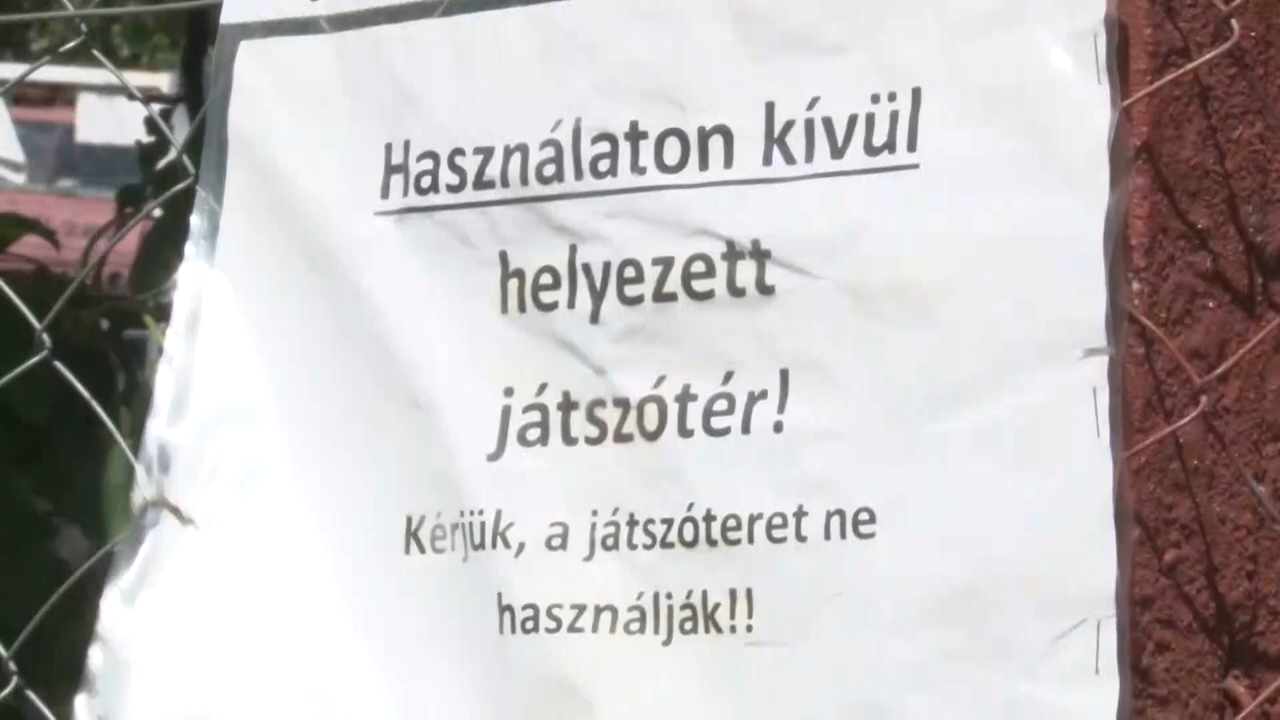 Használaton kívül
helyezett
játszótér!
Kérjük, a játszóteret ne
használják!!